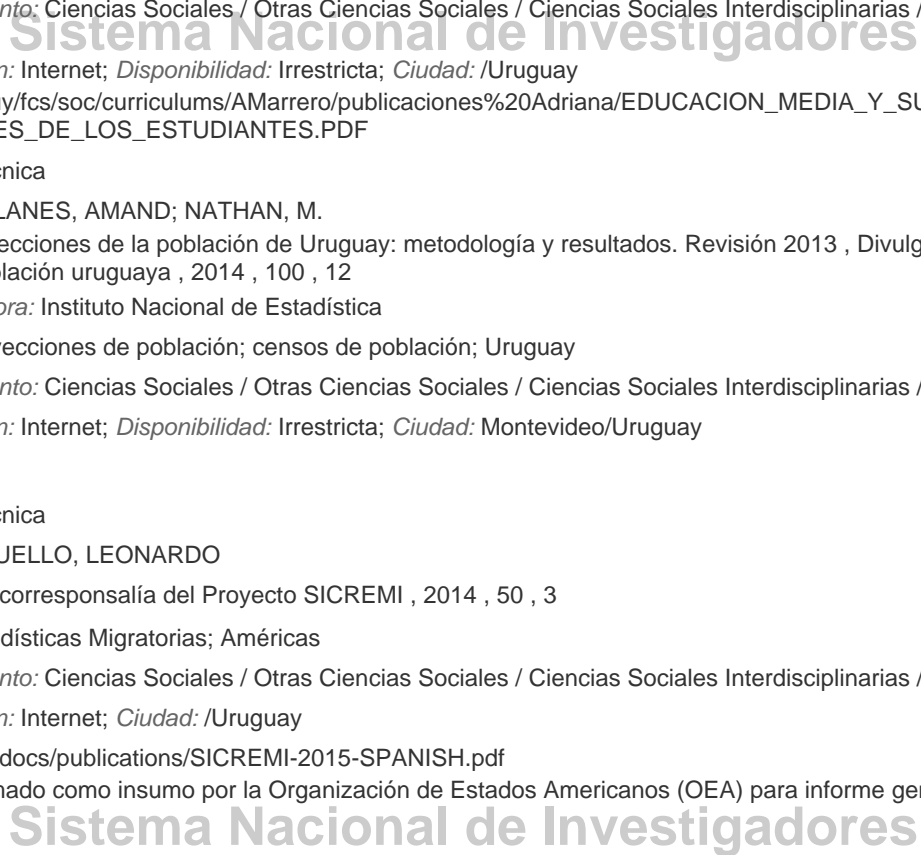 nto: Ciencias Sociales / Otras Ciencias Sociales / Ciencias Sociales Interdisciplinarias /
Sistema Nacional de Investigadores
n: Internet; Disponibilidad: Irrestricta; Ciudad: /Uruguay
y/fcs/soc/curriculums/AMarrero/publicaciones%20Adriana/EDUCACION_MEDIA_Y_SU
ES_DE_LOS_ESTUDIANTES.PDF
cnica
LANES, AMAND; NATHAN, M.
ecciones de la población de Uruguay: metodología y resultados. Revisión 2013 , Divulg
lación uruguaya , 2014 , 100 , 12
ora: Instituto Nacional de Estadística
ecciones de población; censos de población; Uruguay
nto: Ciencias Sociales / Otras Ciencias Sociales / Ciencias Sociales Interdisciplinarias /
n: Internet; Disponibilidad: Irrestricta; Ciudad: Montevideo/Uruguay
cnica
UELLO, LEONARDO
corresponsalía del Proyecto SICREMI , 2014 , 50 , 3
dísticas Migratorias; Américas
nto: Ciencias Sociales / Otras Ciencias Sociales / Ciencias Sociales Interdisciplinarias /
n: Internet; Ciudad: /Uruguay
docs/publications/SICREMI-2015-SPANISH.pdf
nado como insumo por la Organización de Estados Americanos (OEA) para informe ger
Sistema Nacional de Investigadores